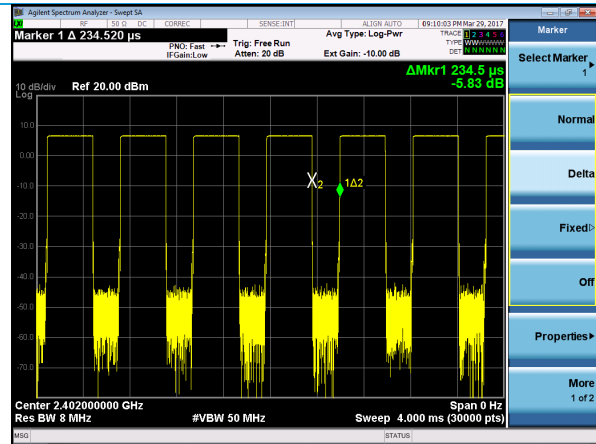 Agilent Spectrum Analyzer - Swept SA
RF 50 Ω DC CORREC SENSE:INT ALIGN AUTO 09:10:03 PM Mar 29, 2017
Marker 1 Δ 234.520 µs
PNO: Fast
IFGain:Low
Trig: Free Run
Atten: 20 dB
Avg Type: Log-Pwr
Ext Gain: -10.00 dB
TRACE 1 2 3 4 5 6
TYPE WWWWWW
DET N N N N N N
ΔMkr1 234.5 µs
-5.83 dB
10 dB/div Ref 20.00 dBm
Log
10.0
0.00
-10.0
-20.0
-30.0
-40.0
-50.0
-60.0
-70.0
X2
1Δ2
Center 2.402000000 GHz Span 0 Hz
Res BW 8 MHz #VBW 50 MHz Sweep 4.000 ms (30000 pts)
MSG STATUS
Marker
Select Marker
1
Normal
Delta
Fixed
Off
Properties
More
1 of 2